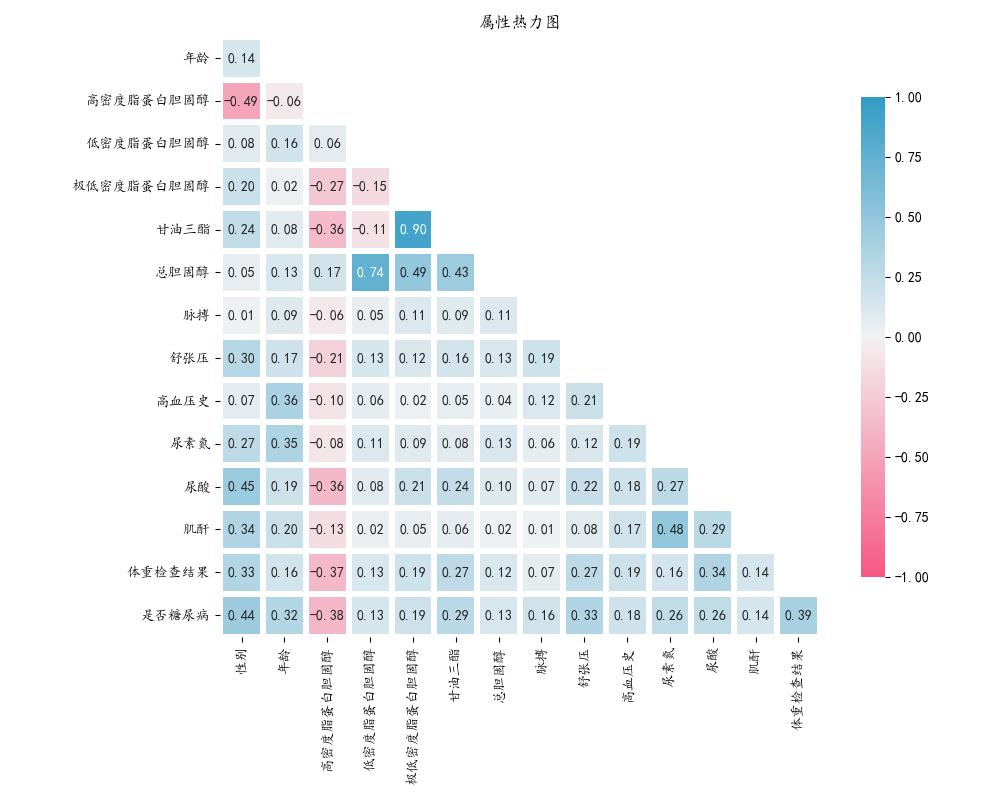 属性热力图
年龄 0.14
高密度脂蛋白胆固醇 -0.49 -0.06
低密度脂蛋白胆固醇 0.08 0.16 0.06
极低密度脂蛋白胆固醇 0.20 0.02 -0.27 -0.15
甘油三酯 0.24 0.08 -0.36 -0.11 0.90
总胆固醇 0.05 0.13 0.17 0.74 0.49 0.43
脉搏 0.01 0.09 -0.06 0.05 0.11 0.09 0.11
舒张压 0.30 0.17 -0.21 0.13 0.12 0.16 0.13 0.19
高血压史 0.07 0.36 -0.10 0.06 0.02 0.05 0.04 0.12 0.21
尿素氮 0.27 0.35 -0.08 0.11 0.09 0.08 0.13 0.06 0.12 0.19
尿酸 0.45 0.19 -0.36 0.08 0.21 0.24 0.10 0.07 0.22 0.18 0.27
肌酐 0.34 0.20 -0.13 0.02 0.05 0.06 0.02 0.01 0.08 0.17 0.48 0.29
体重检查结果 0.33 0.16 -0.37 0.13 0.19 0.27 0.12 0.07 0.27 0.19 0.16 0.34 0.14
是否糖尿病 0.44 0.32 -0.38 0.13 0.19 0.29 0.13 0.16 0.33 0.18 0.26 0.26 0.14 0.39
性别
年龄
高密度脂蛋白胆固醇
低密度脂蛋白胆固醇
极低密度脂蛋白胆固醇
甘油三酯
总胆固醇
脉搏
舒张压
高血压史
尿素氮
尿酸
肌酐
体重检查结果
1.00
0.75
0.50
0.25
0.00
-0.25
-0.50
-0.75
-1.00